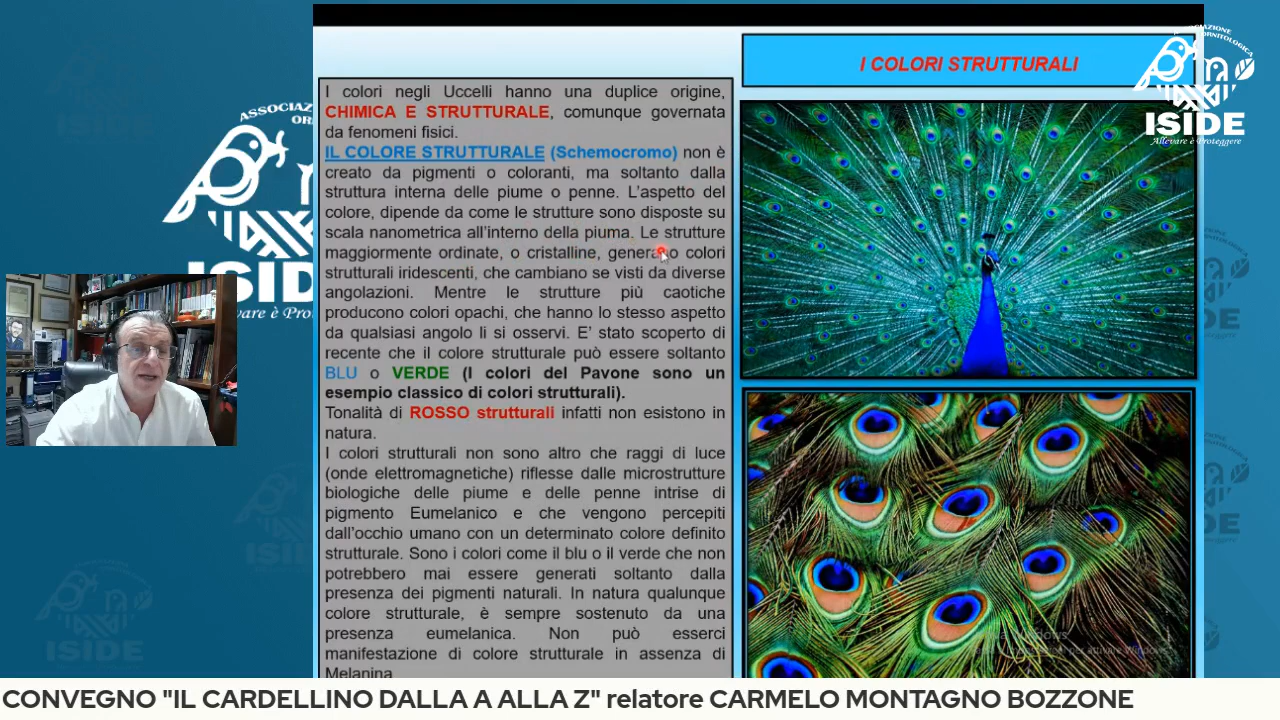 I COLORI STRUTTURALI
ASSOCIAZIONE
ORNITOLOGICA
ISIDE
Allevare è Proteggere
I colori negli Uccelli hanno una duplice origine,
CHIMICA E STRUTTURALE, comunque governata
da fenomeni fisici.
IL COLORE STRUTTURALE (Schemocromo) non è
creato da pigmenti o coloranti, ma soltanto dalla
struttura interna delle piume o penne. L'aspetto del
colore, dipende da come le strutture sono disposte su
scala nanometrica all'interno della piuma. Le strutture
maggiormente ordinate, o cristalline, generano colori
strutturali iridescenti, che cambiano se visti da diverse
angolazioni. Mentre le strutture più caotiche
producono colori opachi, che hanno lo stesso aspetto
da qualsiasi angolo li si osservi. E' stato scoperto di
recente che il colore strutturale può essere soltanto
BLU o VERDE (I colori del Pavone sono un
esempio classico di colori strutturali).
Tonalità di ROSSO strutturali infatti non esistono in
natura.
I colori strutturali non sono altro che raggi di luce
(onde elettromagnetiche) riflesse dalle microstrutture
biologiche delle piume e delle penne intrise di
pigmento Eumelanico e che vengono percepiti
dall'occhio umano con un determinato colore definito
strutturale. Sono i colori come il blu o il verde che non
potrebbero mai essere generati soltanto dalla
presenza dei pigmenti naturali. In natura qualunque
colore strutturale, è sempre sostenuto da una
presenza eumelanica. Non può esserci
manifestazione di colore strutturale in assenza di
Melanina
CONVEGNO "IL CARDELLINO DALLA A ALLA Z" relatore CARMELO MONTAGNO BOZZONE